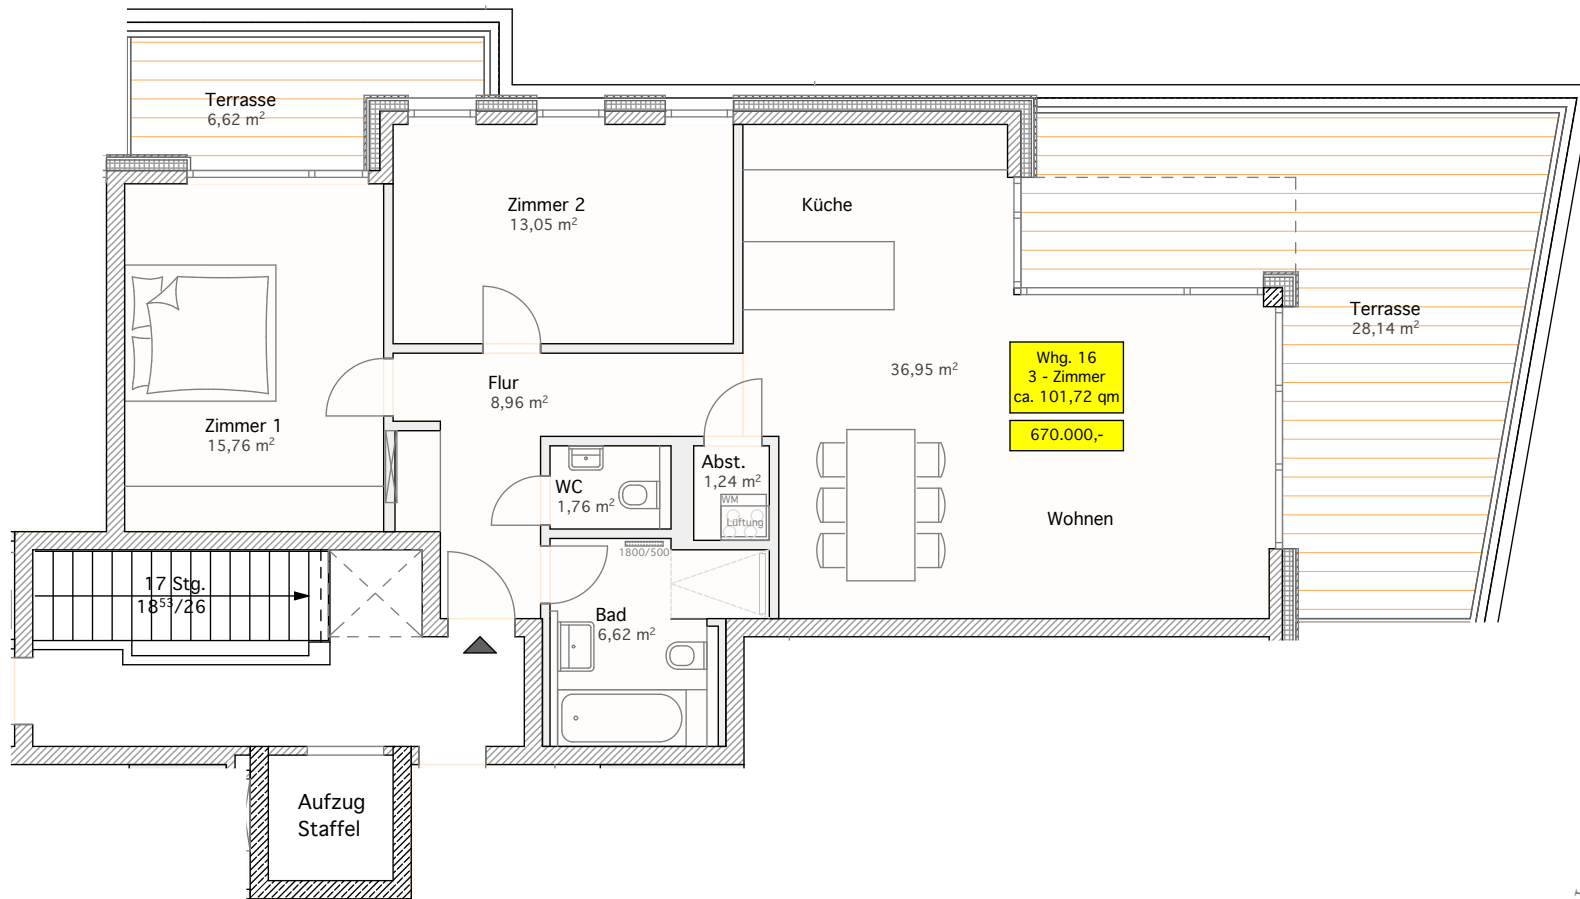 Terrasse
6,62 m²
Zimmer 2
13,05 m²
Küche
Terrasse
28,14 m²
Whg. 16
3 - Zimmer
ca. 101,72 qm
670.000,-
36,95 m²
Flur
8,96 m²
Zimmer 1
15,76 m²
Abst.
1,24 m²
WC
1,76 m²
WM
Lüftung
Wohnen
1800/500
17 Stg.
18⁵³/26
Bad
6,62 m²
Aufzug
Staffel